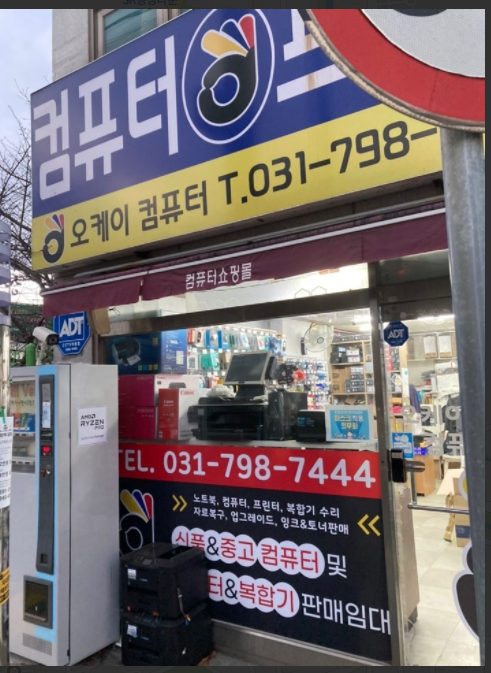 컴퓨터
오케이 컴퓨터 T.031-798-
컴퓨터쇼핑몰
ADT
ADT
AMD
RYZEN
PRO
Canon
TEL. 031-798-7444
노트북, 컴퓨터, 프린터, 복합기 수리
자료복구, 업그레이드, 잉크&토너판매
신품&중고 컴퓨터 및
터&복합기 판매임대